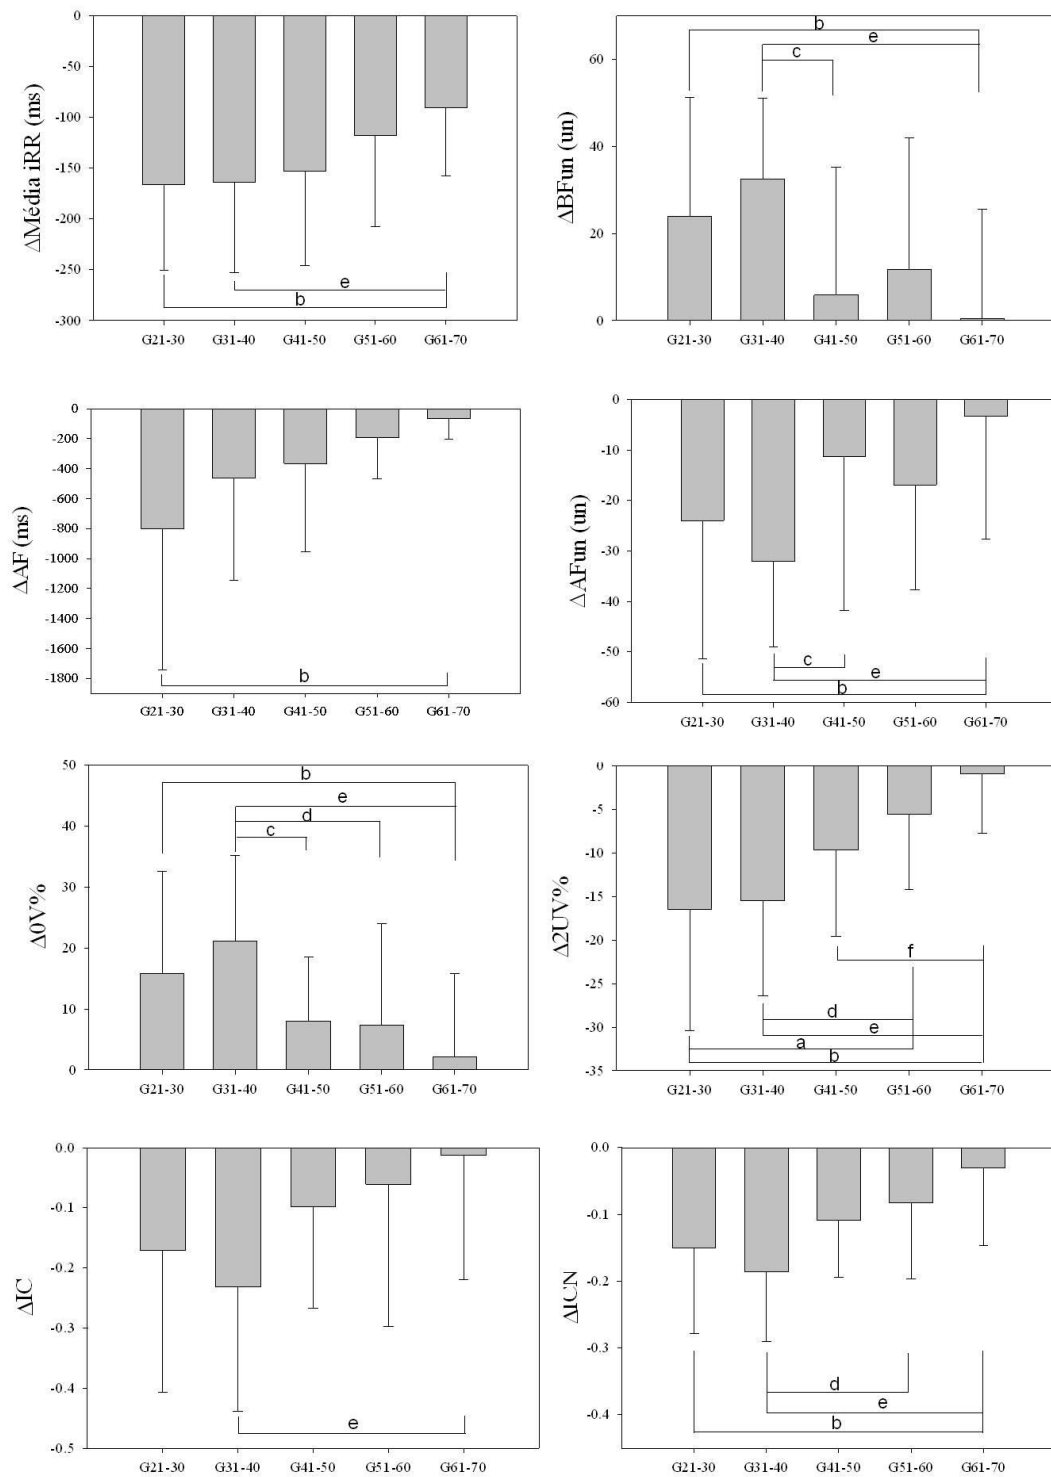 ΔMédia iRR (ms)
0
-50
-100
-150
-200
-250
-300
e
b
G21-30 G31-40 G41-50 G51-60 G61-70
ΔBFun (un)
60
40
20
0
b
e
c
G21-30 G31-40 G41-50 G51-60 G61-70
ΔAF (ms)
0
-200
-400
-600
-800
-1000
-1200
-1400
-1600
-1800
b
G21-30 G31-40 G41-50 G51-60 G61-70
ΔAFun (un)
0
-10
-20
-30
-40
-50
-60
c
e
b
G21-30 G31-40 G41-50 G51-60 G61-70
Δ0V%
50
40
30
20
10
0
b
e
d
c
G21-30 G31-40 G41-50 G51-60 G61-70
Δ2UV%
0
-5
-10
-15
-20
-25
-30
-35
f
d
e
a
b
G21-30 G31-40 G41-50 G51-60 G61-70
ΔIC
0.0
-0.1
-0.2
-0.3
-0.4
-0.5
e
G21-30 G31-40 G41-50 G51-60 G61-70
ΔICN
0.0
-0.1
-0.2
-0.3
-0.4
d
e
b
G21-30 G31-40 G41-50 G51-60 G61-70